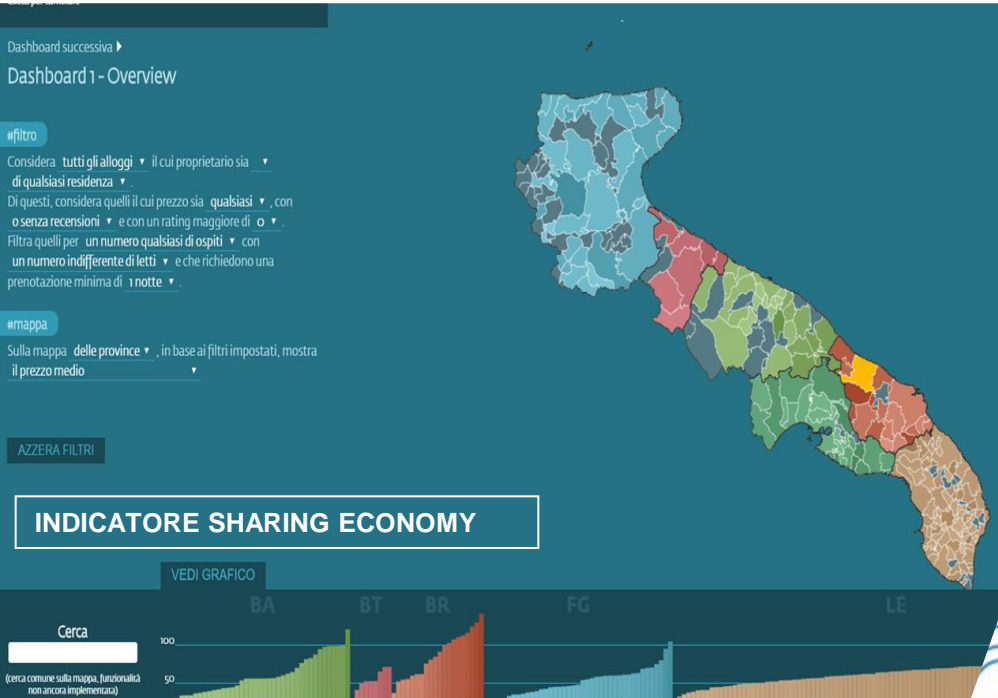 Dashboard successiva
Dashboard 1 - Overview
#filtro
Considera tutti gli alloggi il cui proprietario sia
di qualsiasi residenza .
Di questi, considera quelli il cui prezzo sia qualsiasi , con
o senza recensioni e con un rating maggiore di 0 .
Filtra quelli per un numero qualsiasi di ospiti con
un numero indifferente di letti e che richiedono una
prenotazione minima di 1 notte .
#mappa
Sulla mappa delle province , in base ai filtri impostati, mostra
il prezzo medio
AZZERA FILTRI
INDICATORE SHARING ECONOMY
VEDI GRAFICO
BA BT BR FG LE
Cerca
100
50
(cerca comune sulla mappa, funzionalità
non ancora implementata)